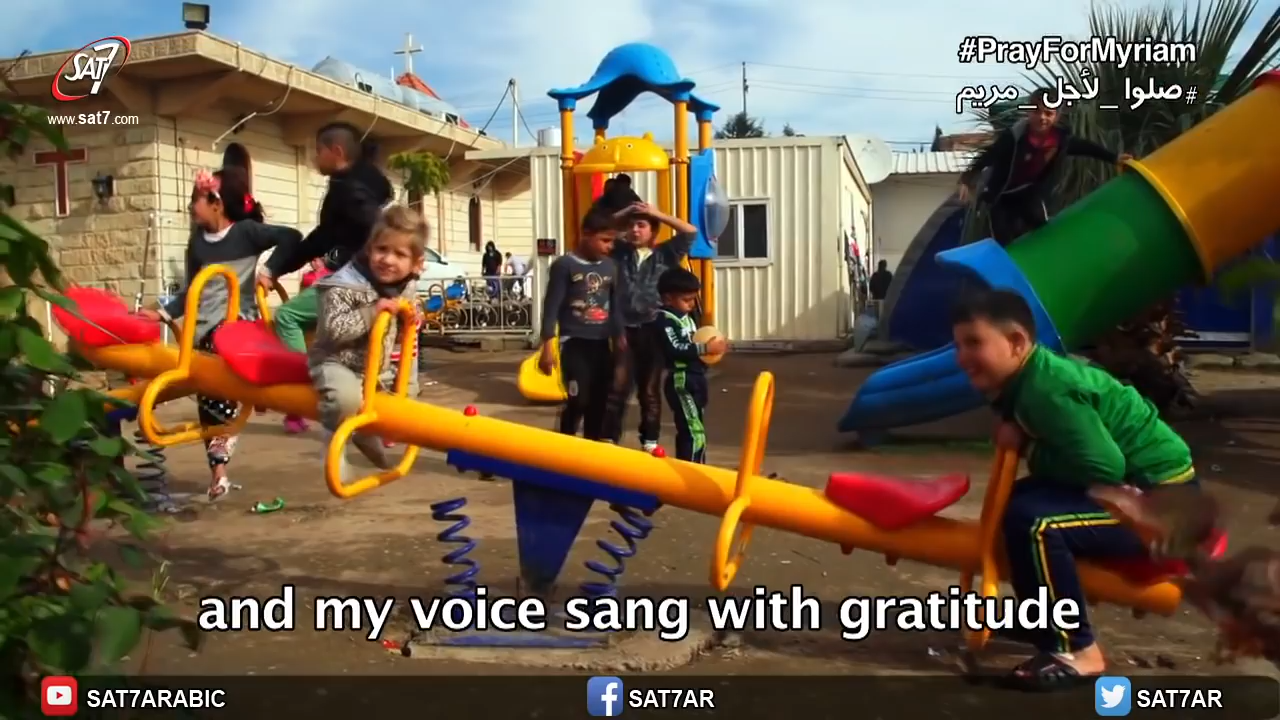 SAT7
www.sat7.com
#PrayForMyriam
#صلوا_لأجل_مريم
and my voice sang with gratitude
SAT7ARABIC
SAT7AR
SAT7AR